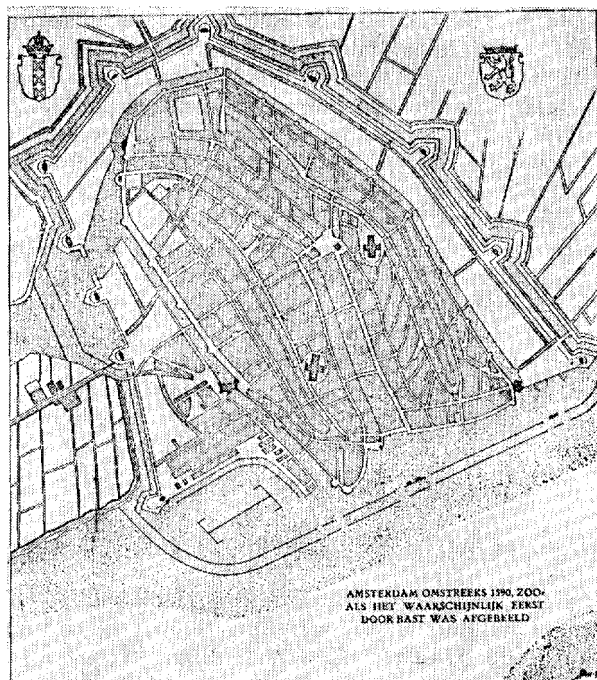 AMSTERDAM OMSTREEKS 1590, ZOO-
ALS HET WAARSCHIJNLIJK EERST
DOOR BAST WAS AFGEBEELD